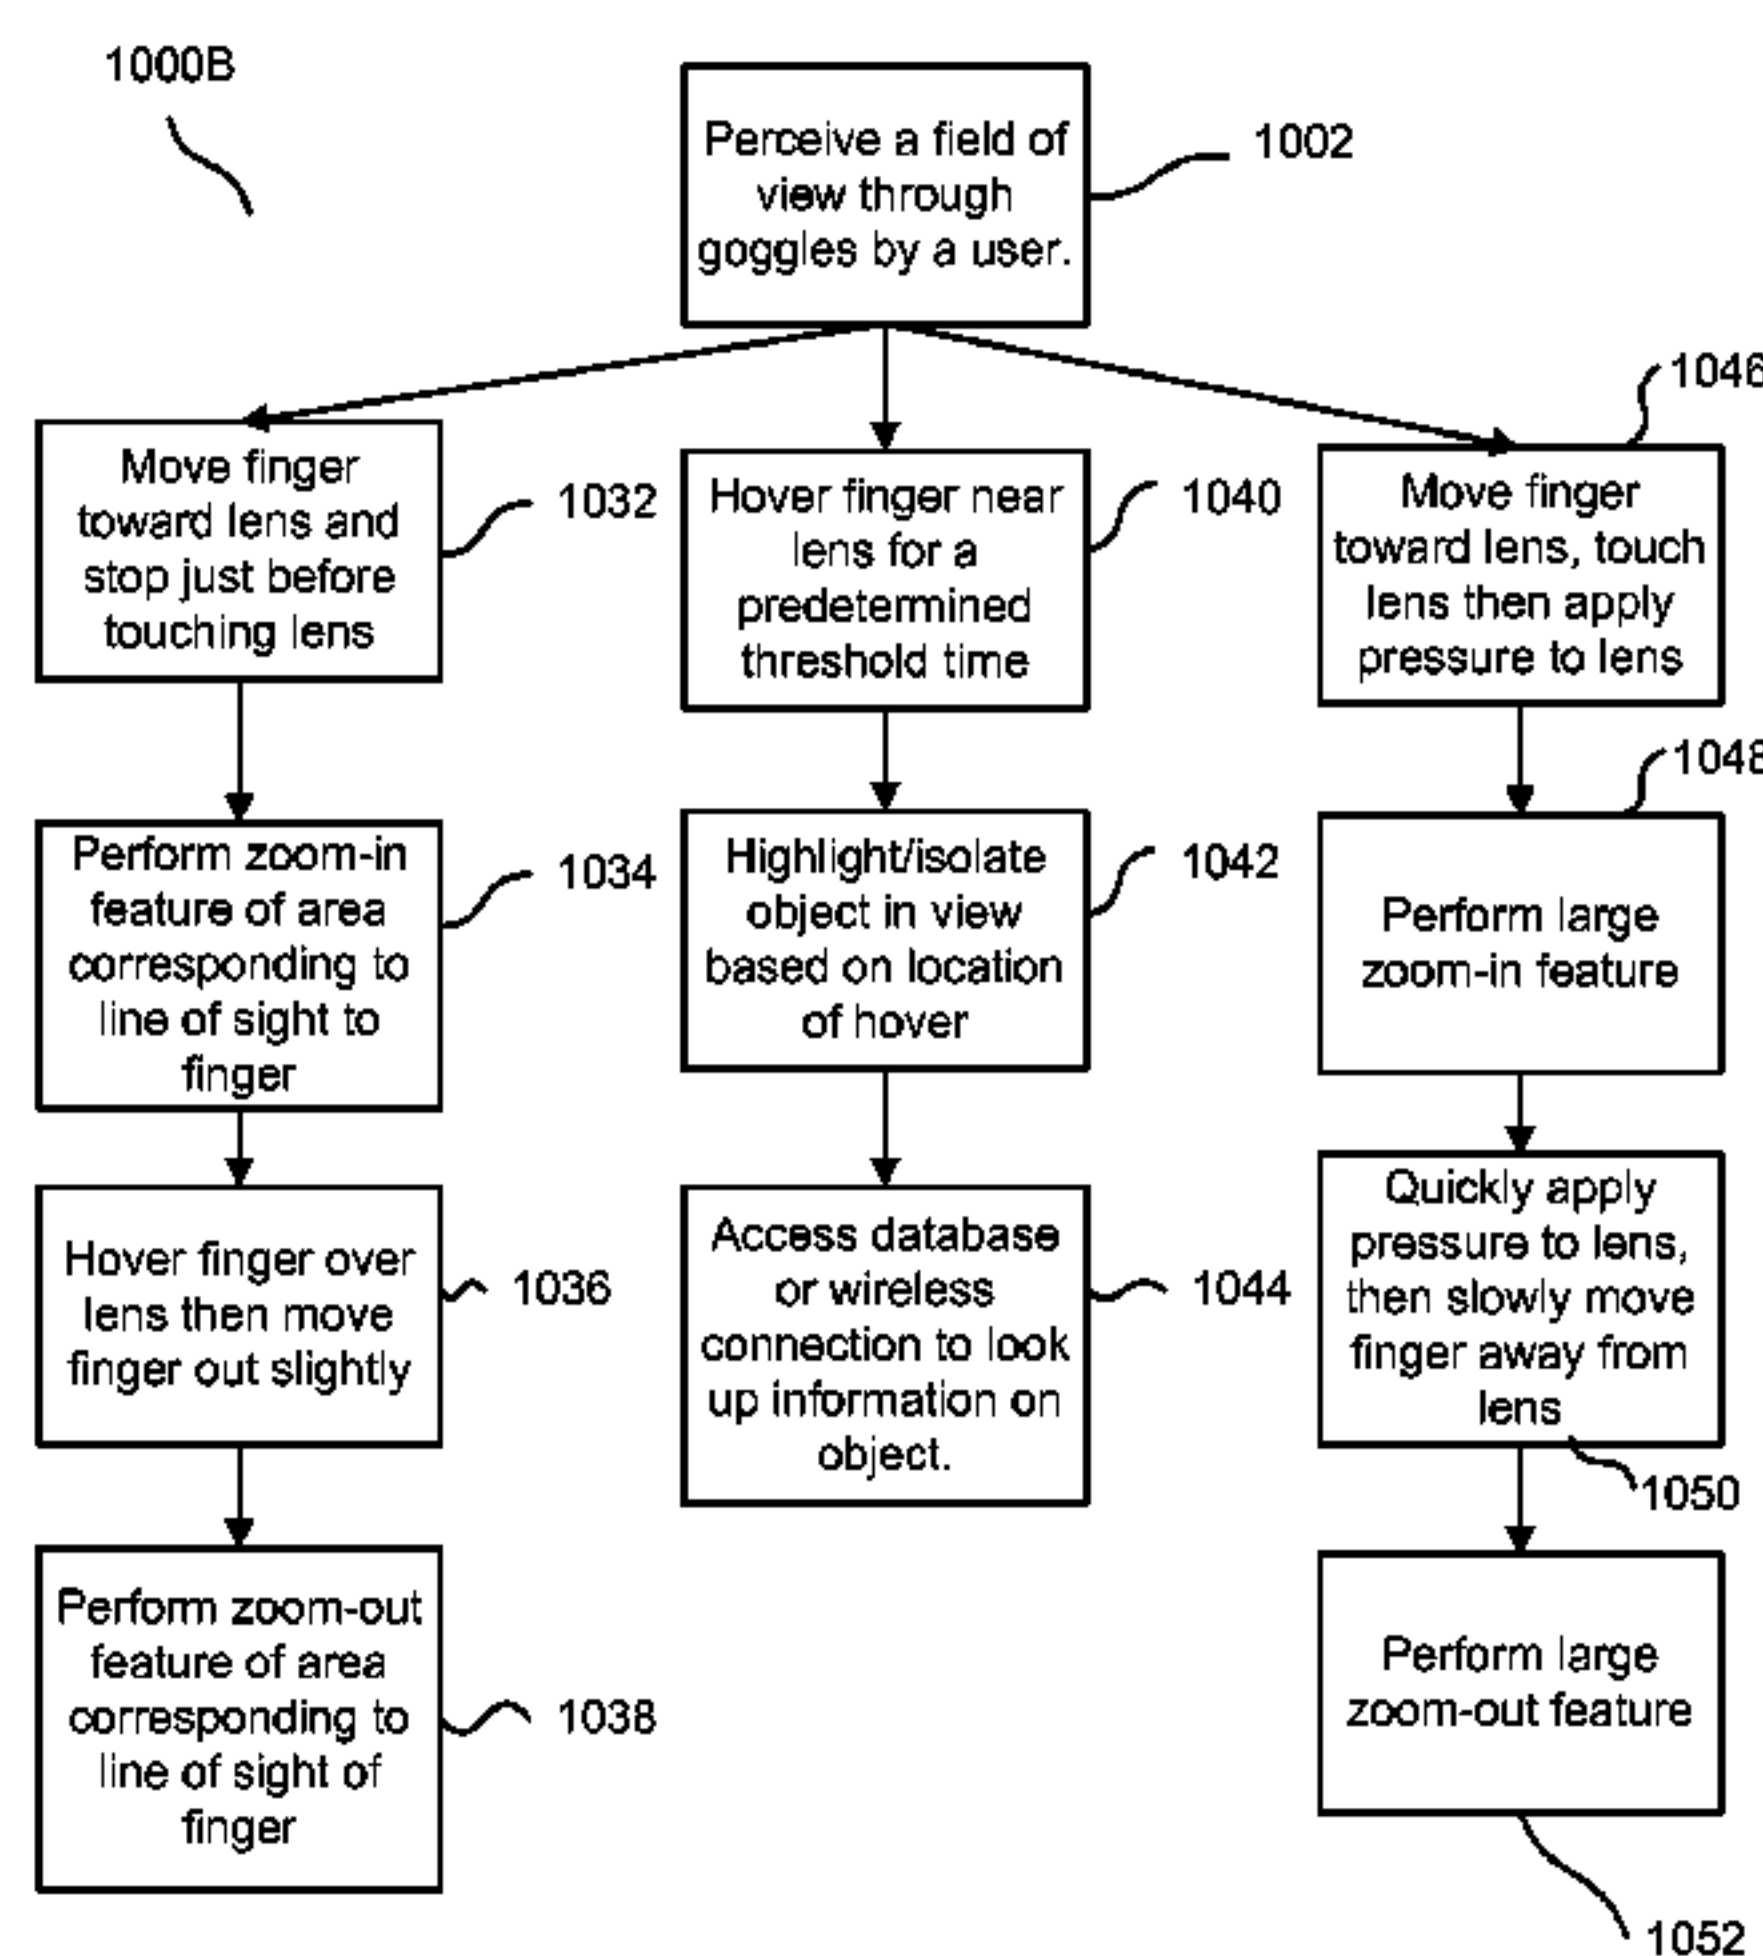 1000B
Perceive a field of
view through
goggles by a user.
1002
Move finger
toward lens and
stop just before
touching lens
1032
Perform zoom-in
feature of area
corresponding to
line of sight to
finger
1034
Hover finger over
lens then move
finger out slightly
1036
Perform zoom-out
feature of area
corresponding to
line of sight of
finger
1038
Hover finger near
lens for a
predetermined
threshold time
1040
Highlight/isolate
object in view
based on location
of hover
1042
Access database
or wireless
connection to look
up information on
object.
1044
1046
Move finger
toward lens, touch
lens then apply
pressure to lens
1048
Perform large
zoom-in feature
Quickly apply
pressure to lens,
then slowly move
finger away from
lens
1050
Perform large
zoom-out feature
1052